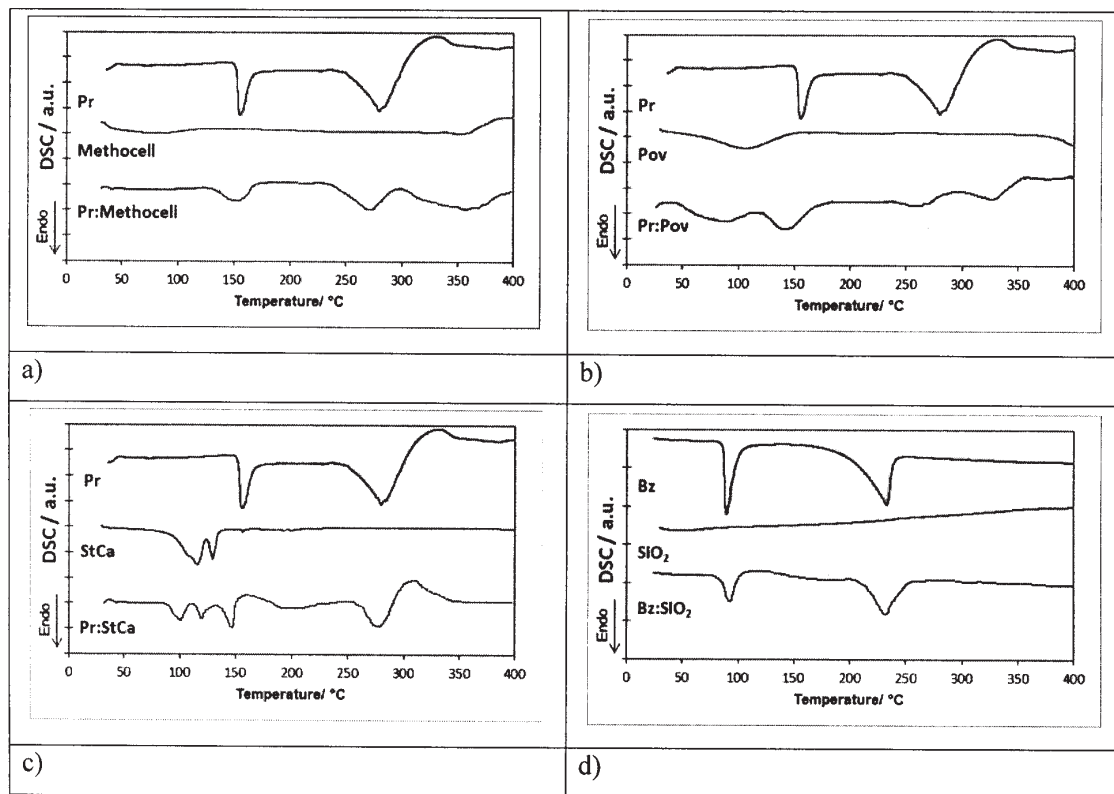 DSC / a.u.
Endo
Pr
Methocell
Pr:Methocell
0 50 100 150 200 250 300 350 400
Temperature/ °C
a)
DSC / a.u.
Endo
Pr
Pov
Pr:Pov
0 50 100 150 200 250 300 350 400
Temperature/ °C
b)
DSC / a.u.
Endo
Pr
StCa
Pr:StCa
0 50 100 150 200 250 300 350 400
Temperature/ °C
c)
DSC / a.u.
Endo
Bz
SiO₂
Bz:SiO₂
0 50 100 150 200 250 300 350 400
Temperature/ °C
d)